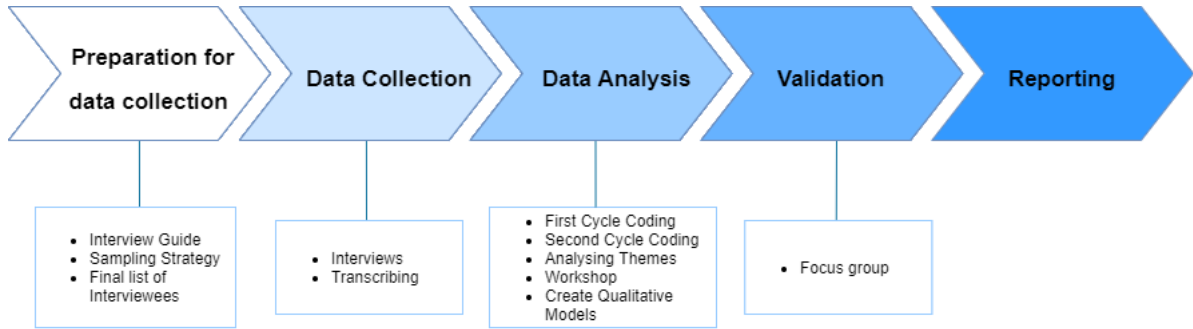 Preparation for
data collection
Data Collection
Data Analysis
Validation
Reporting
• Interview Guide
• Sampling Strategy
• Final list of
Interviewees
• Interviews
• Transcribing
• First Cycle Coding
• Second Cycle Coding
• Analysing Themes
• Workshop
• Create Qualitative
Models
• Focus group